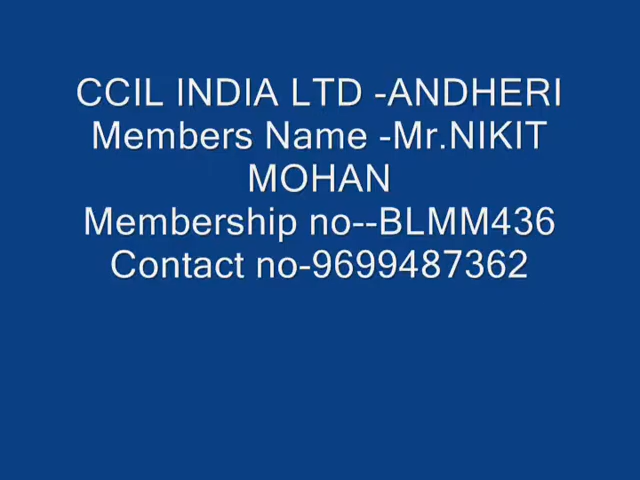 CCIL INDIA LTD -ANDHERI
Members Name -Mr.NIKIT
MOHAN
Membership no--BLMM436
Contact no-9699487362